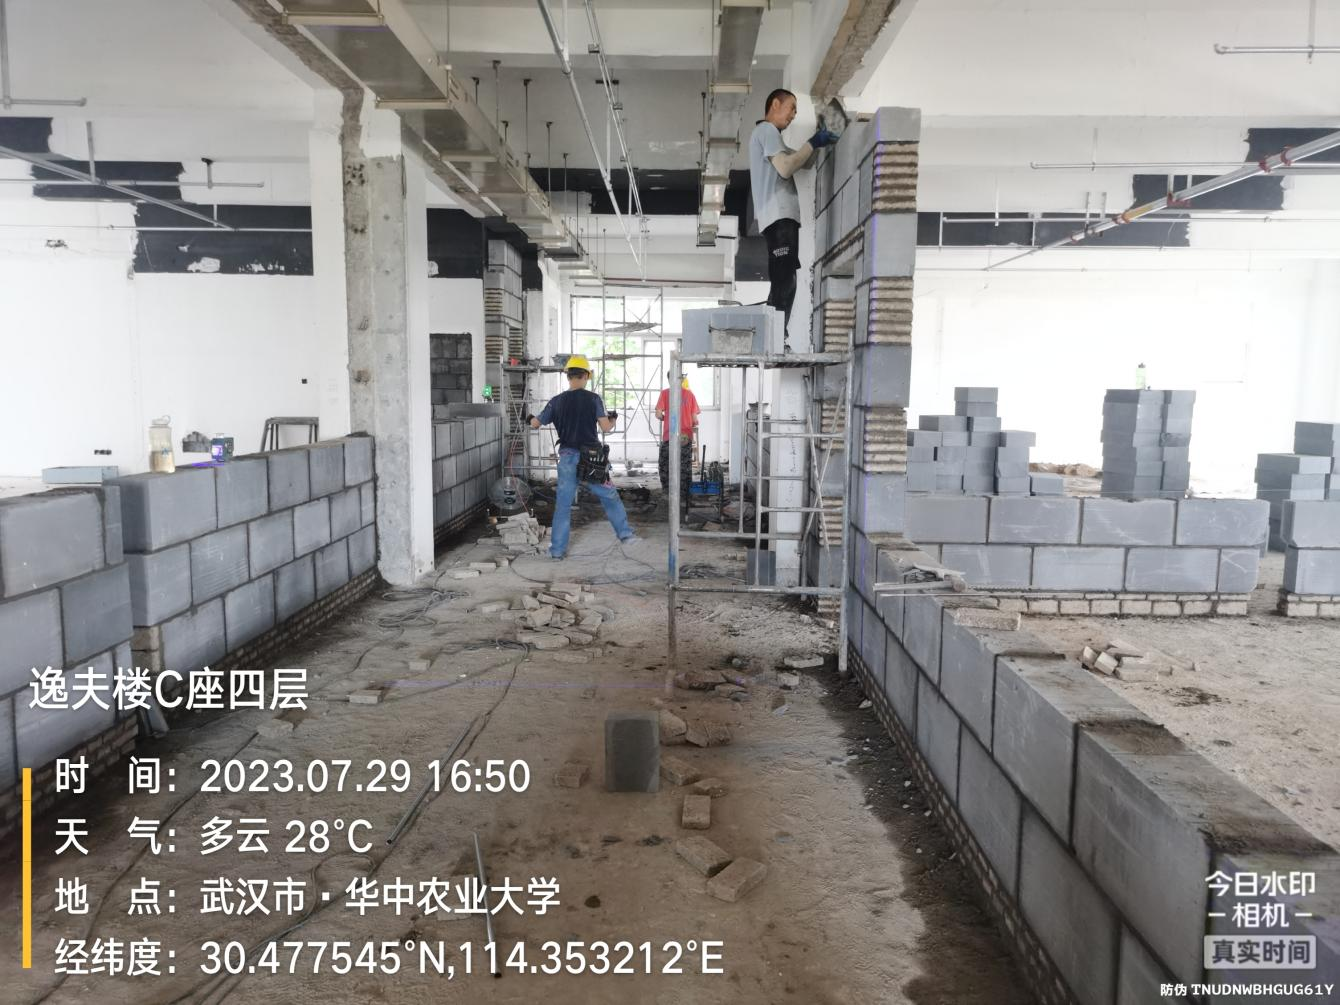 逸夫楼C座四层
时 间：2023.07.29 16:50
天 气：多云 28°C
地 点：武汉市·华中农业大学
经纬度：30.477545°N,114.353212°E
今日水印
-相机-
真实时间
防伪 TNUDNWBHGUG61Y